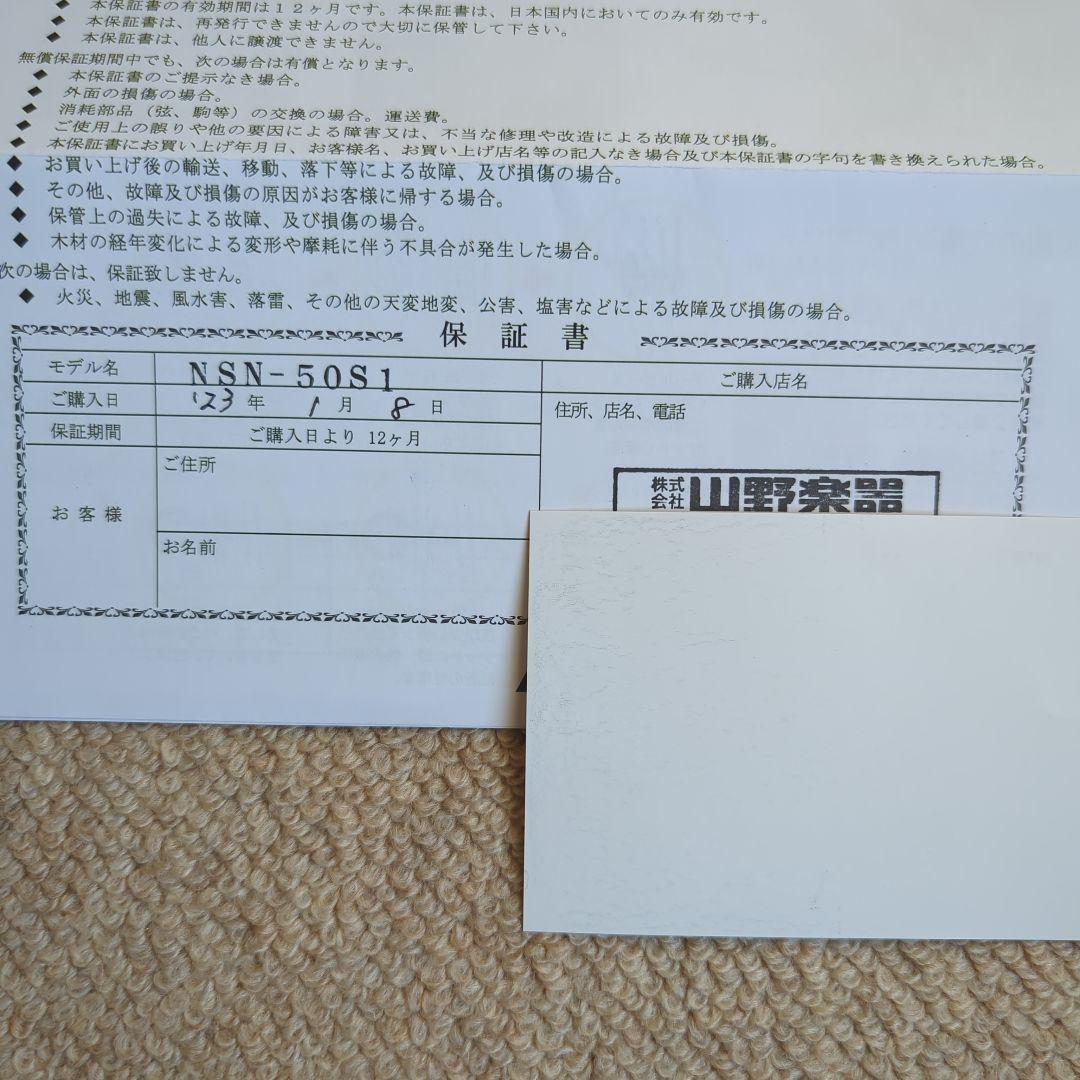 ◆ 本保証書の有効期間は１２ヶ月です。本保証書は、日本国内においてのみ有効です。
◆ 本保証書は、再発行できませんので大切に保管して下さい。
◆ 本保証書は、他人に譲渡できません。
無償保証期間中でも、次の場合は有償となります。
◆ 本保証書のご提示なき場合。
◆ 外面の損傷の場合。
◆ 消耗部品（弦、駒等）の交換の場合。運送費。
◆ ご使用上の誤りや他の要因による障害又は、不当な修理や改造による故障及び損傷。
◆ 本保証書にお買い上げ年月日、お客様名、お買い上げ店名等の記入なき場合及び本保証書の字句を書き換えられた場合。
◆ お買い上げ後の輸送、移動、落下等による故障、及び損傷の場合。
◆ その他、故障及び損傷の原因がお客様に帰する場合。
◆ 保管上の過失による故障、及び損傷の場合。
◆ 木材の経年変化による変形や摩耗に伴う不具合が発生した場合。
次の場合は、保証致しません。
◆ 火災、地震、風水害、落雷、その他の天変地変、公害、塩害などによる故障及び損傷の場合。
保証書
モデル名 NSN-50S1
ご購入日 '23年 1月 8日
保証期間 ご購入日より 12ヶ月
お客様
ご住所
お名前
ご購入店名
住所、店名、電話
株式会社 山野楽器